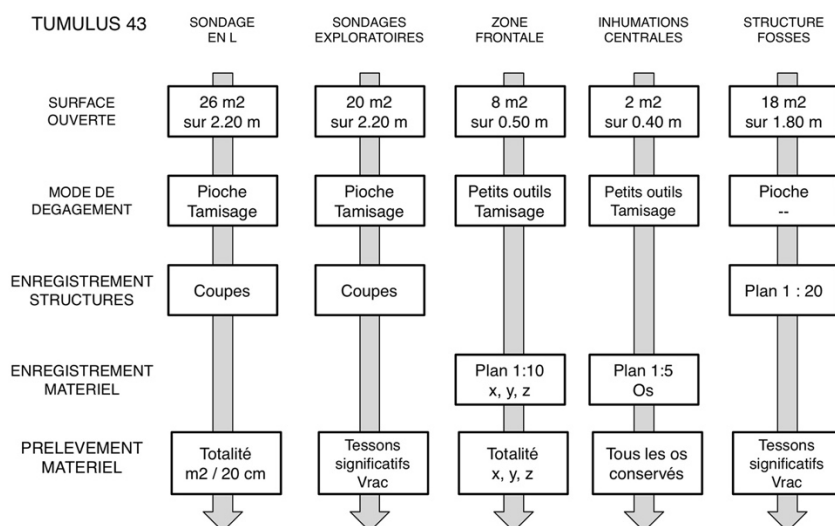 TUMULUS 43
SONDAGE
EN L
SONDAGES
EXPLORATOIRES
ZONE
FRONTALE
INHUMATIONS
CENTRALES
STRUCTURE
FOSSES
SURFACE
OUVERTE
26 m2
sur 2.20 m
20 m2
sur 2.20 m
8 m2
sur 0.50 m
2 m2
sur 0.40 m
18 m2
sur 1.80 m
MODE DE
DEGAGEMENT
Pioche
Tamisage
Pioche
Tamisage
Petits outils
Tamisage
Petits outils
Tamisage
Pioche
--
ENREGISTREMENT
STRUCTURES
Coupes
Coupes
Plan 1 : 20
ENREGISTREMENT
MATERIEL
Plan 1:10
x, y, z
Plan 1:5
Os
PRELEVEMENT
MATERIEL
Totalité
m2 / 20 cm
Tessons
significatifs
Vrac
Totalité
x, y, z
Tous les os
conservés
Tessons
significatifs
Vrac